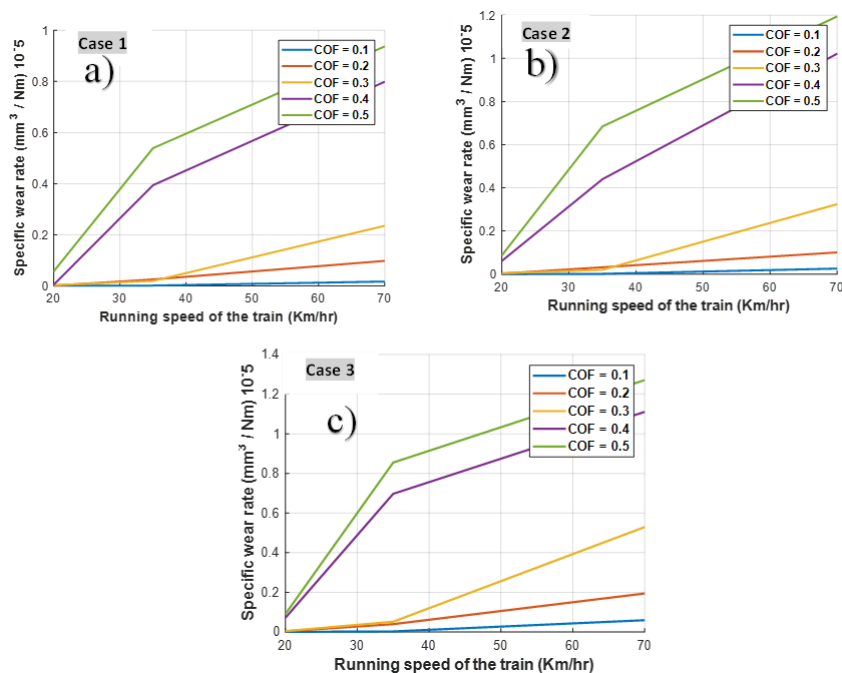 Case 1
a)
COF = 0.1
COF = 0.2
COF = 0.3
COF = 0.4
COF = 0.5
Specific wear rate (mm³ / Nm) 10^-5
1
0.8
0.6
0.4
0.2
0
20 30 40 50 60 70
Running speed of the train (Km/hr)
Case 2
b)
COF = 0.1
COF = 0.2
COF = 0.3
COF = 0.4
COF = 0.5
Specific wear rate (mm³ / Nm) 10^-5
1.2
1
0.8
0.6
0.4
0.2
0
20 30 40 50 60 70
Running speed of the train (Km/hr)
Case 3
c)
COF = 0.1
COF = 0.2
COF = 0.3
COF = 0.4
COF = 0.5
Specific wear rate (mm³ / Nm) 10^-5
1.4
1.2
1
0.8
0.6
0.4
0.2
0
20 30 40 50 60 70
Running speed of the train (Km/hr)